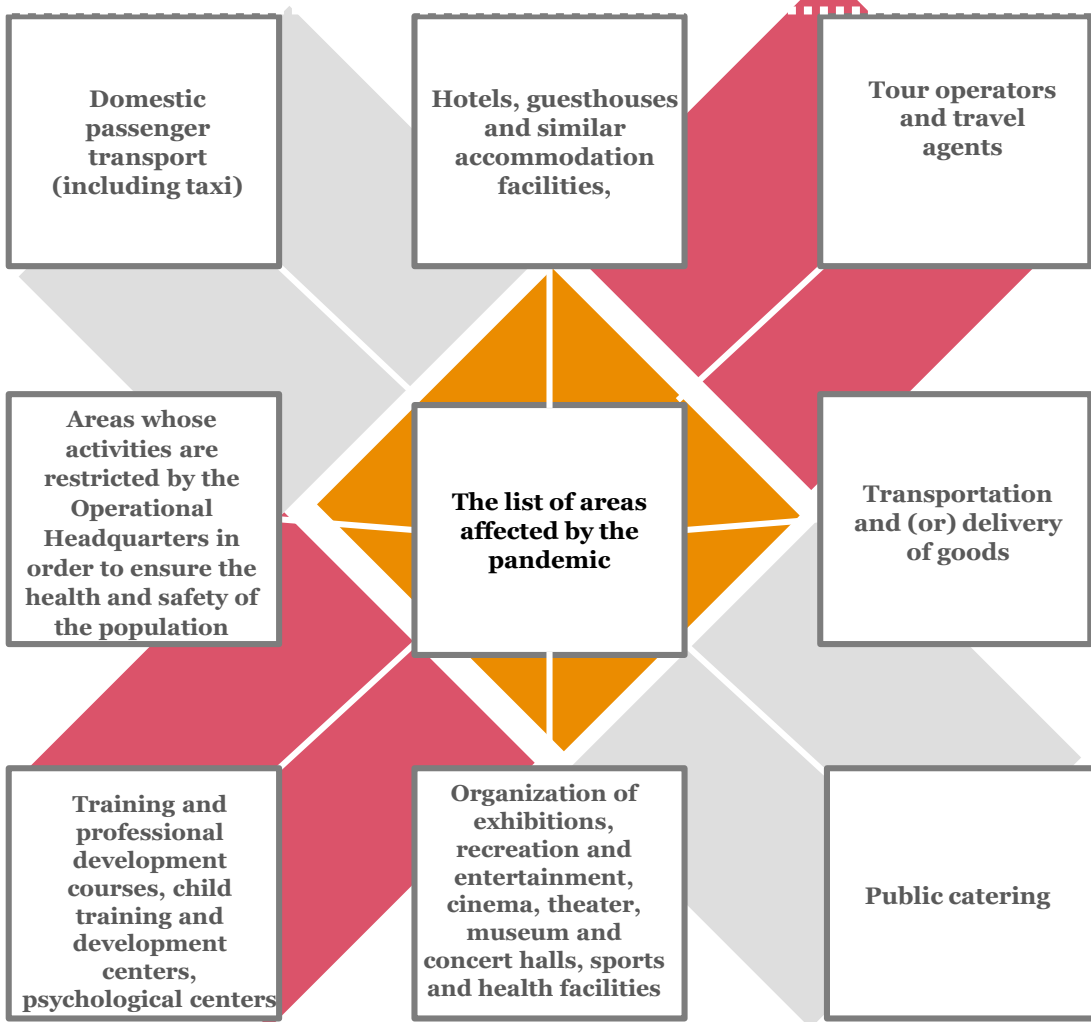 Domestic
passenger
transport
(including taxi)
Hotels, guesthouses
and similar
accommodation
facilities,
Tour operators
and travel
agents
Areas whose
activities are
restricted by the
Operational
Headquarters in
order to ensure the
health and safety of
the population
The list of areas
affected by the
pandemic
Transportation
and (or) delivery
of goods
Training and
professional
development
courses, child
training and
development
centers,
psychological centers
Organization of
exhibitions,
recreation and
entertainment,
cinema, theater,
museum and
concert halls, sports
and health facilities
Public catering